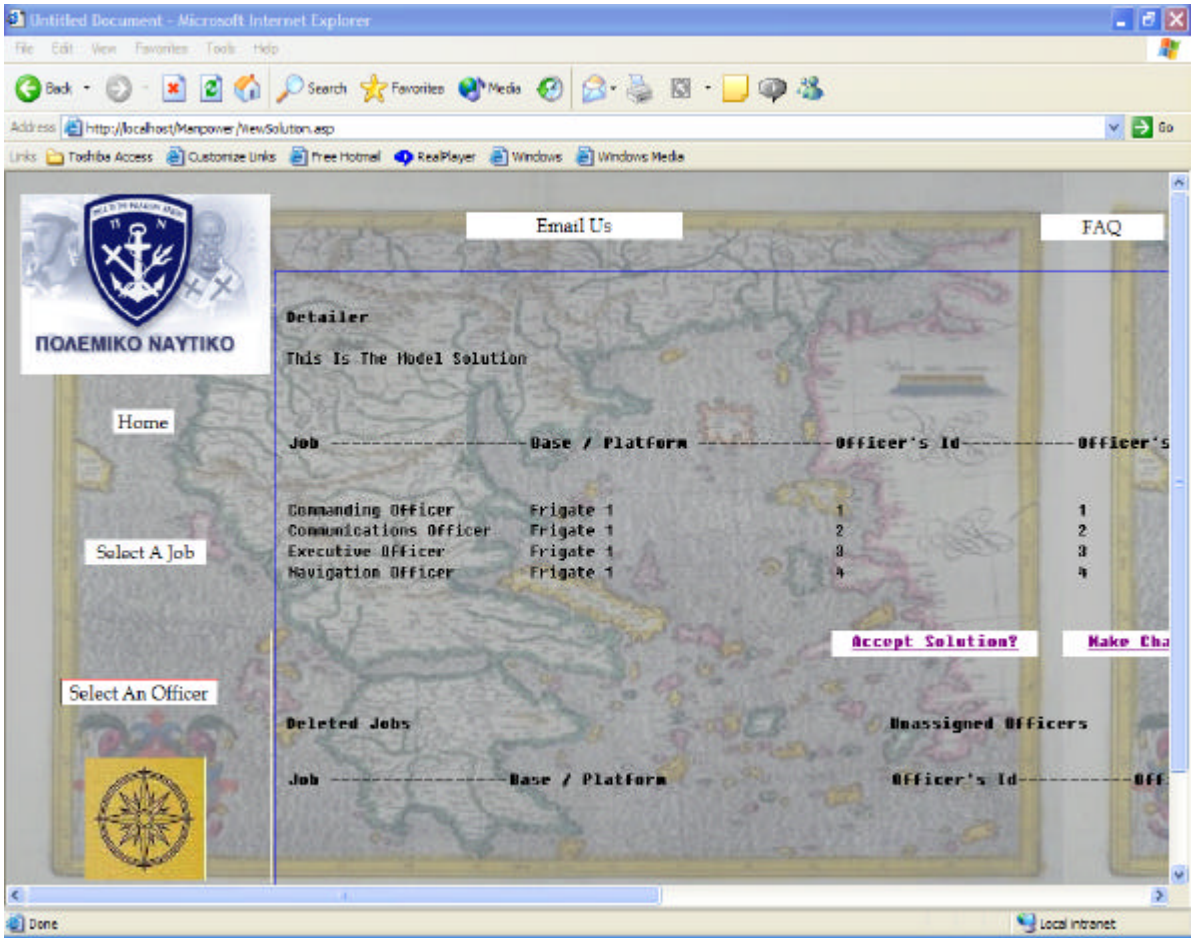 Untitled Document - Microsoft Internet Explorer
File Edit View Favorites Tools Help
Back Search Favorites Media
Address http://localhost/Manpower/ViewSolution.asp Go
Links Toshiba Access Customize Links Free Hotmail RealPlayer Windows Windows Media
Π Ν
ΠΟΛΕΜΙΚΟ ΝΑΥΤΙΚΟ
Email Us FAQ
Detailer
This Is The Model Solution
Home
Job --------------------Base / Platform --------------Officer's Id------------Officer's
Commanding Officer Frigate 1 1 1
Communications Officer Frigate 1 2 2
Executive Officer Frigate 1 3 3
Navigation Officer Frigate 1 4 4
Select A Job
Accept Solution? Make Cha
Select An Officer
Deleted Jobs Unassigned Officers
Job ------------------Base / Platform Officer's Id------------Off
Done Local intranet